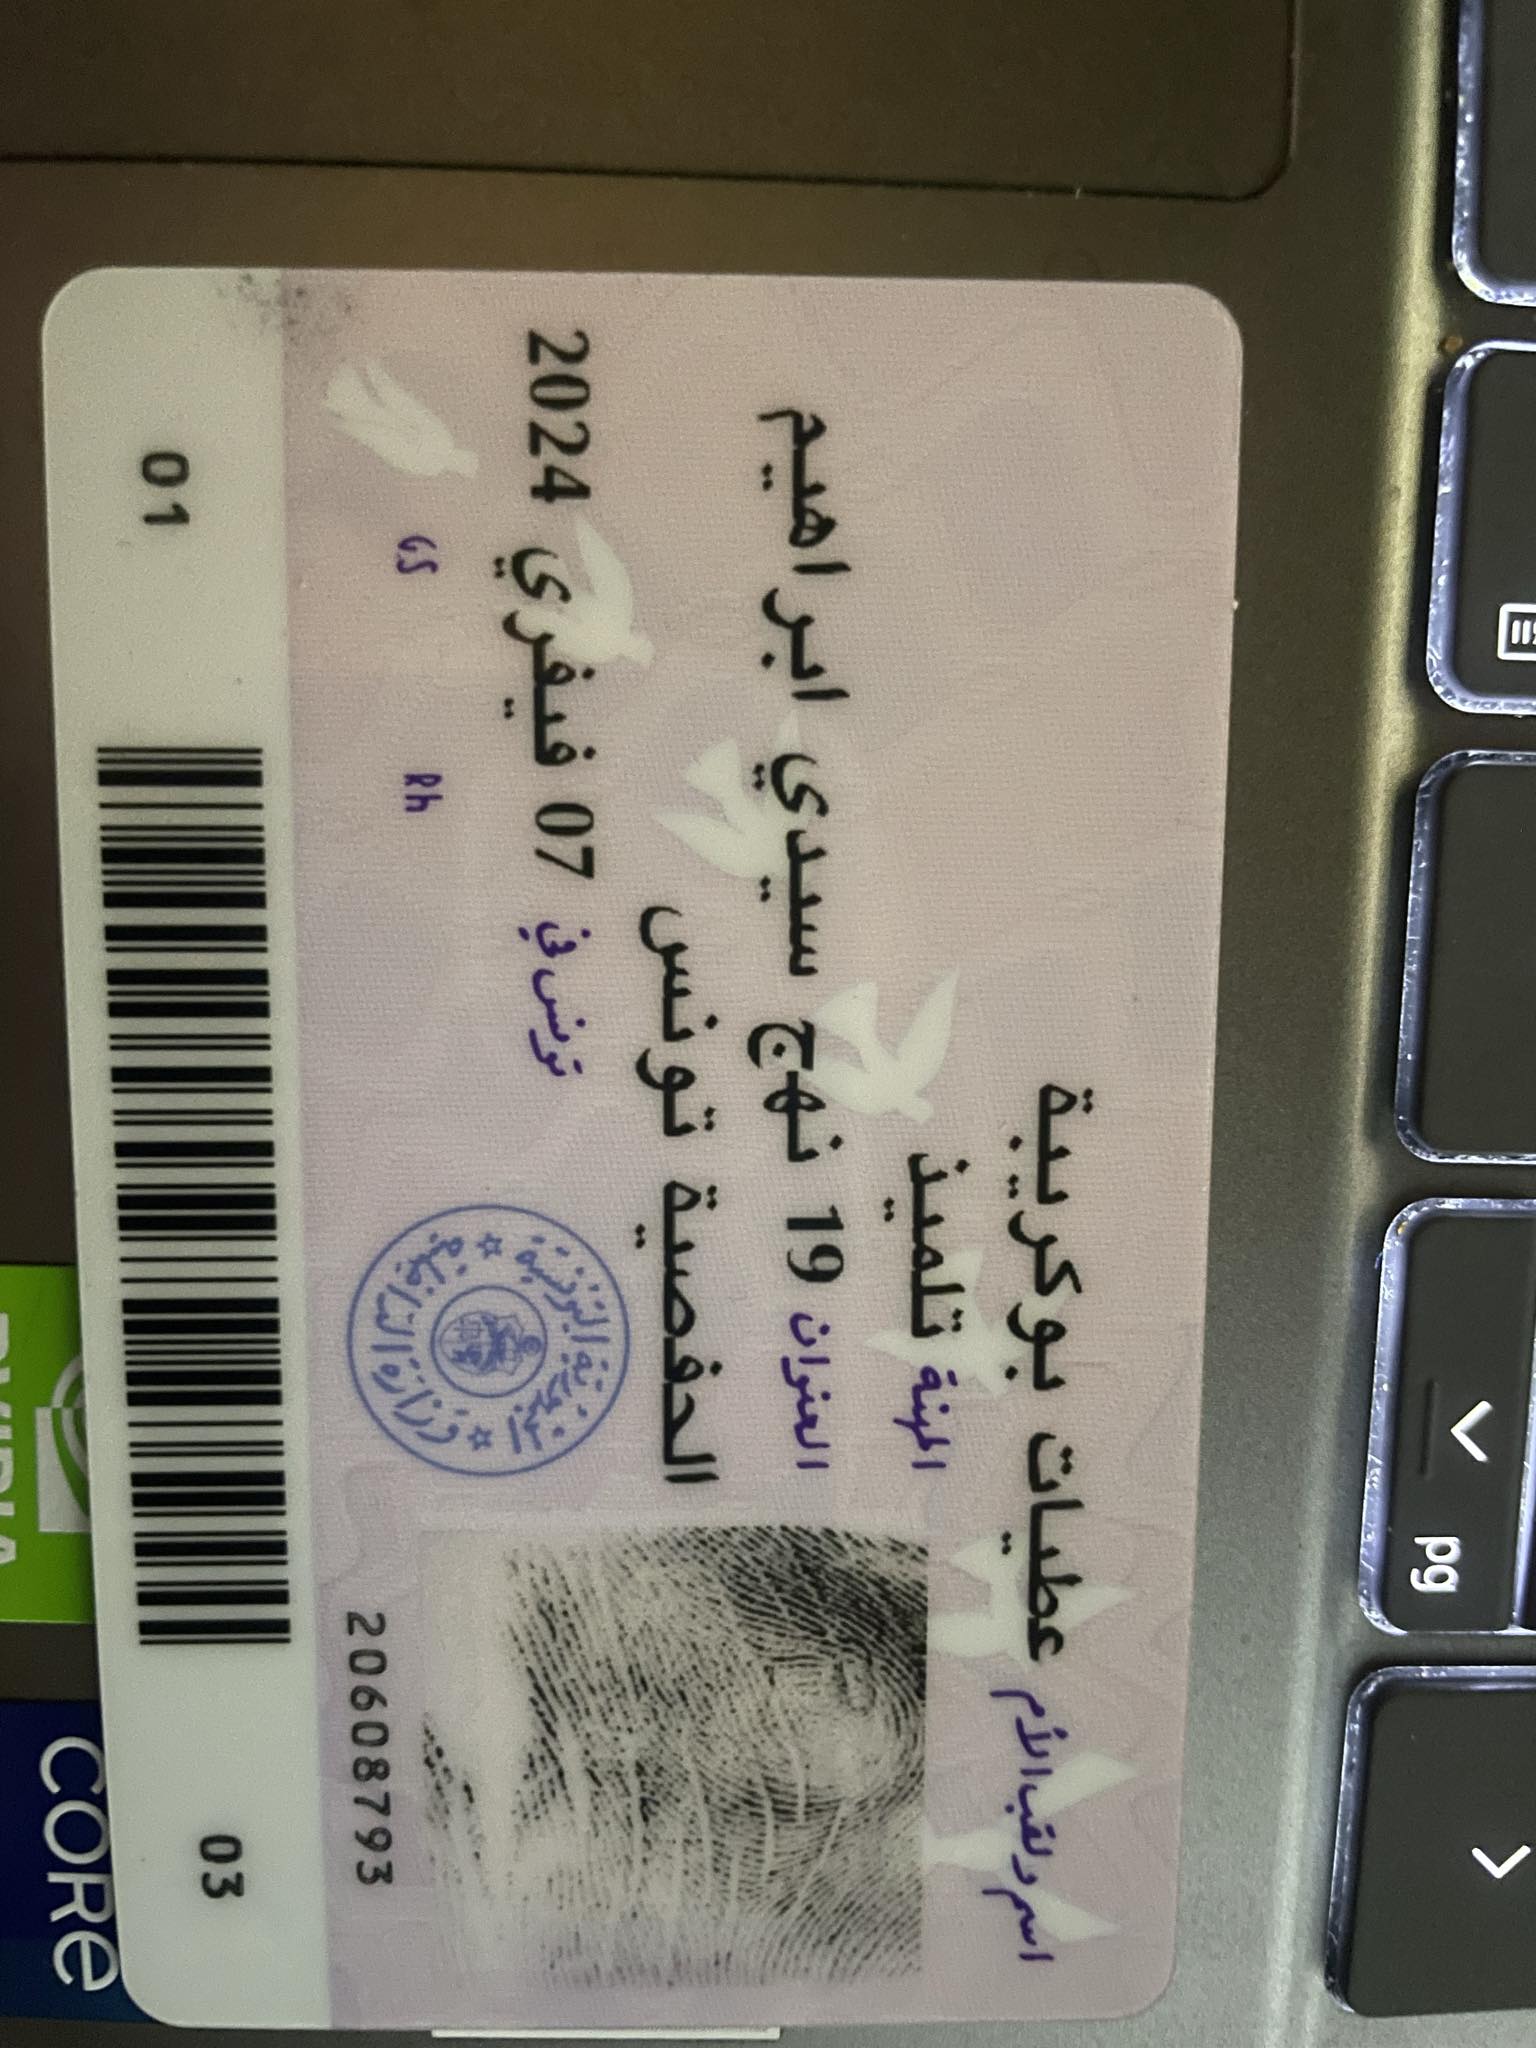 اسم ولقب الأم عطيات بوكريبة
المهنة تلميذ
العنوان 19 نهج سيدي ابراهيم
الحفصية تونس
تونس في 07 فيفري 2024
Rh GS
الجمهورية التونسية
وزارة الداخلية
20608793
03 01
CORe
pg